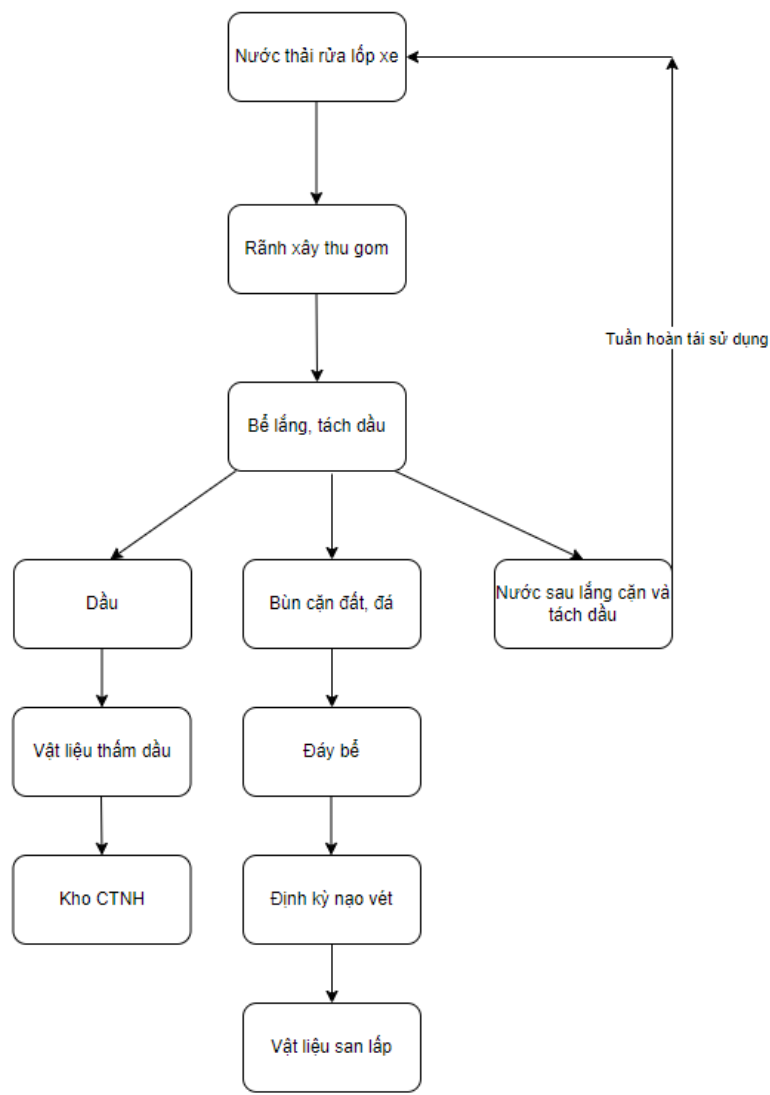 Nước thải rửa lốp xe
Rãnh xây thu gom
Tuần hoàn tái sử dụng
Bể lắng, tách dầu
Dầu
Bùn cặn đất, đá
Nước sau lắng cặn và
tách dầu
Vật liệu thấm dầu
Đáy bể
Kho CTNH
Định kỳ nạo vét
Vật liệu san lấp